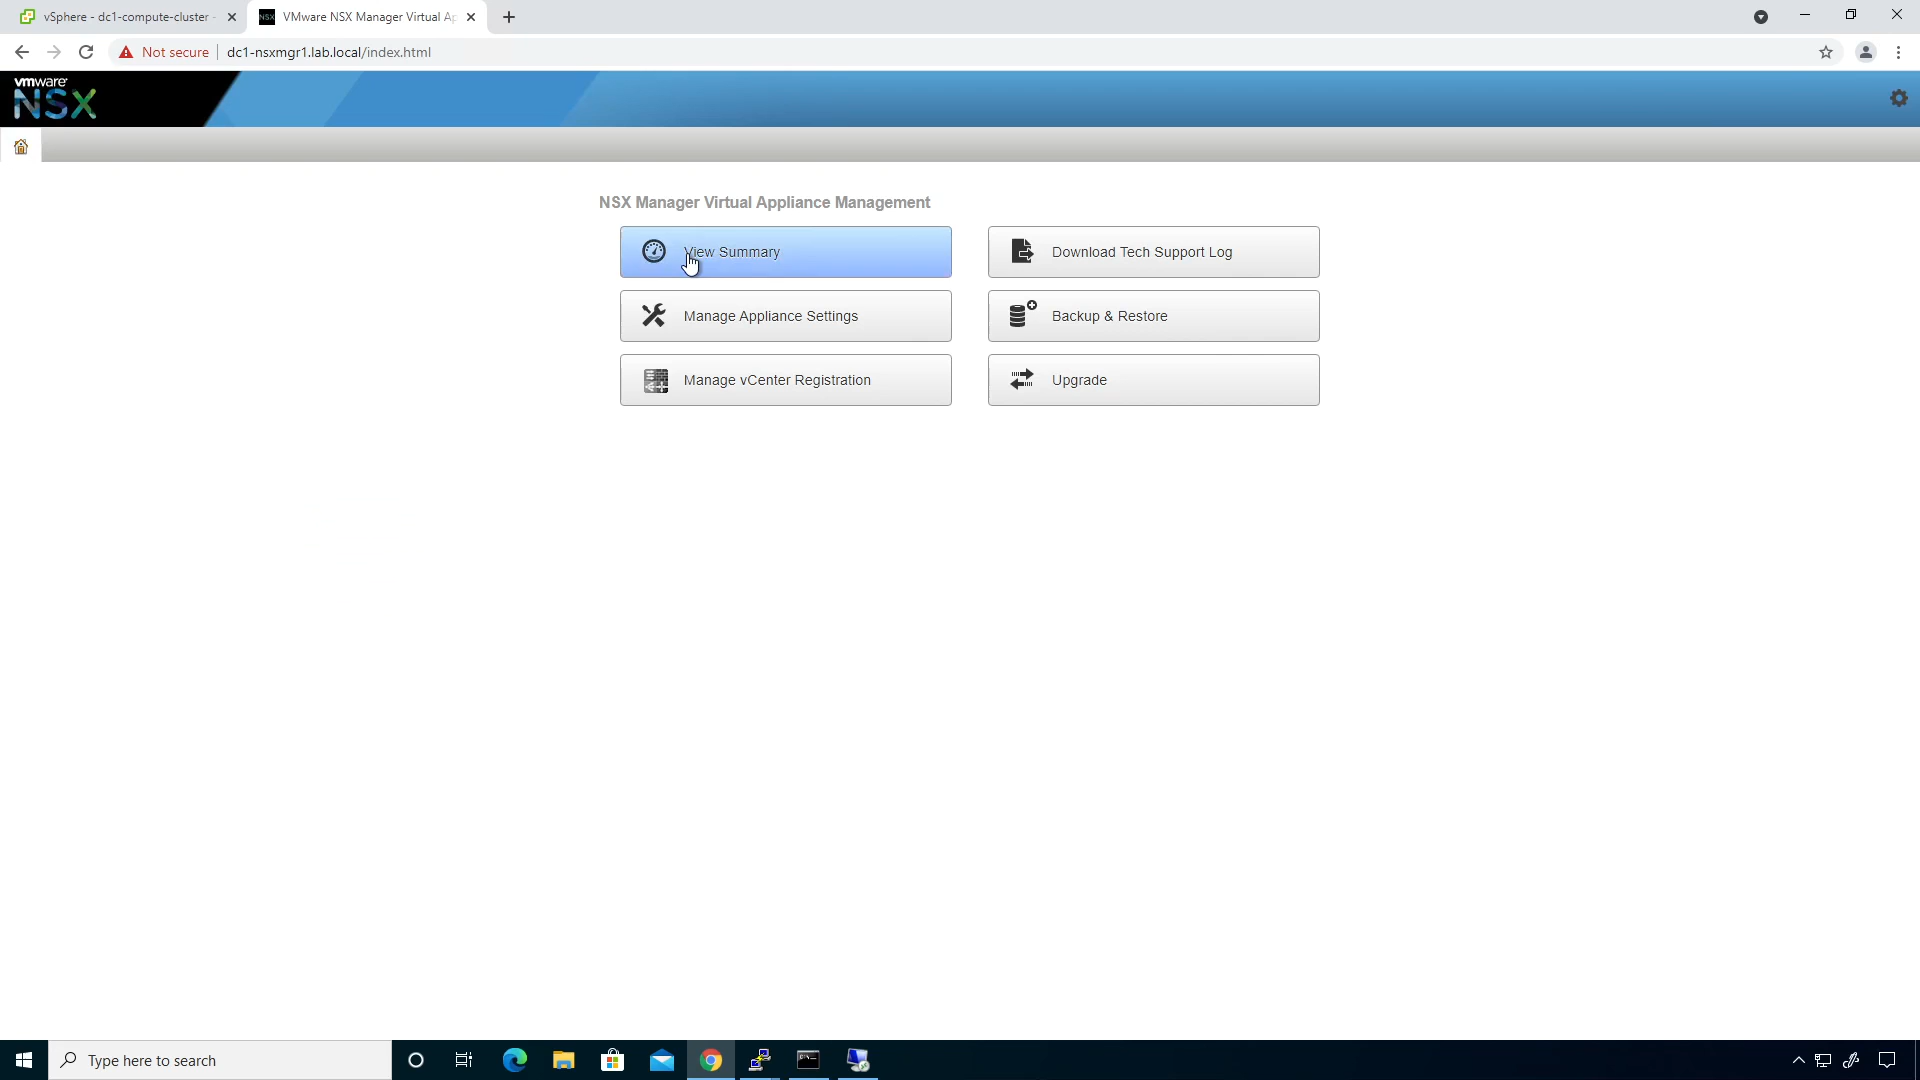 vSphere - dc1-compute-cluster -
VMware NSX Manager Virtual Ap
Not secure
dc1-nsxmgr1.lab.local/index.html
vmware
NSX
NSX Manager Virtual Appliance Management
View Summary
Download Tech Support Log
Manage Appliance Settings
Backup & Restore
Manage vCenter Registration
Upgrade
Type here to search